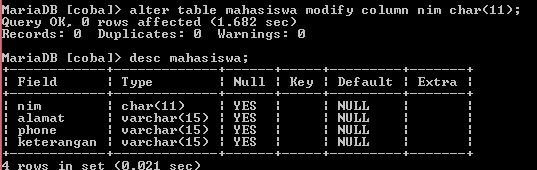 MariaDB [coba]> alter table mahasiswa modify column nim char(11);
Query OK, 0 rows affected (1.682 sec)
Records: 0  Duplicates: 0  Warnings: 0

MariaDB [coba]> desc mahasiswa;
+------------+-------------+------+-----+---------+-------+
| Field      | Type        | Null | Key | Default | Extra |
+------------+-------------+------+-----+---------+-------+
| nim        | char(11)    | YES  |     | NULL    |       |
| alamat     | varchar(15) | YES  |     | NULL    |       |
| phone      | varchar(15) | YES  |     | NULL    |       |
| keterangan | varchar(15) | YES  |     | NULL    |       |
+------------+-------------+------+-----+---------+-------+
4 rows in set (0.021 sec)